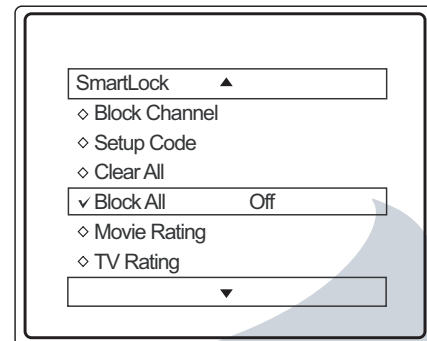 SmartLock ▲
◇ Block Channel
◇ Setup Code
◇ Clear All
✓ Block All Off
◇ Movie Rating
◇ TV Rating
▼